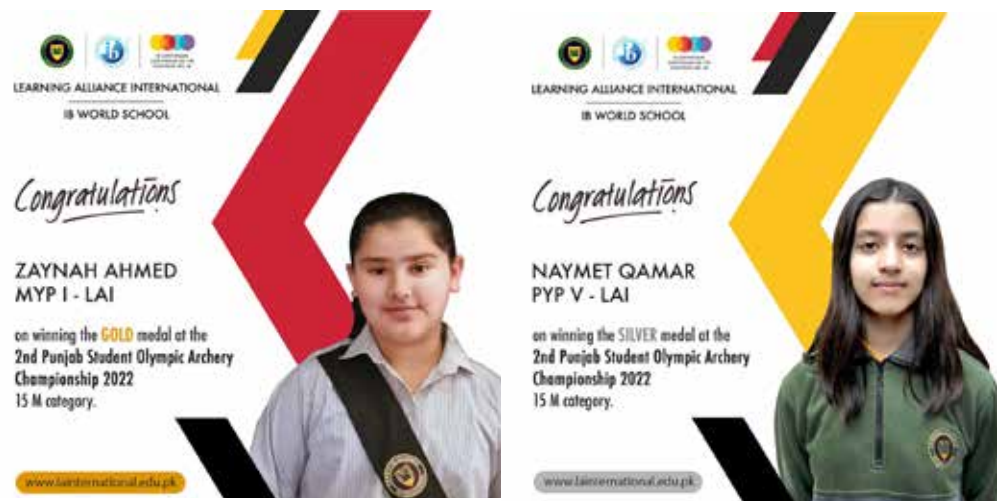 LEARNING ALLIANCE INTERNATIONAL
IB WORLD SCHOOL
Congratulations
ZAYNAH AHMED
MYP I - LAI
on winning the GOLD medal at the
2nd Punjab Student Olympic Archery
Championship 2022
15 M category.
www.lainternational.edu.pk
LEARNING ALLIANCE INTERNATIONAL
IB WORLD SCHOOL
Congratulations
NAYMET QAMAR
PYP V - LAI
on winning the SILVER medal at the
2nd Punjab Student Olympic Archery
Championship 2022
15 M category.
www.lainternational.edu.pk